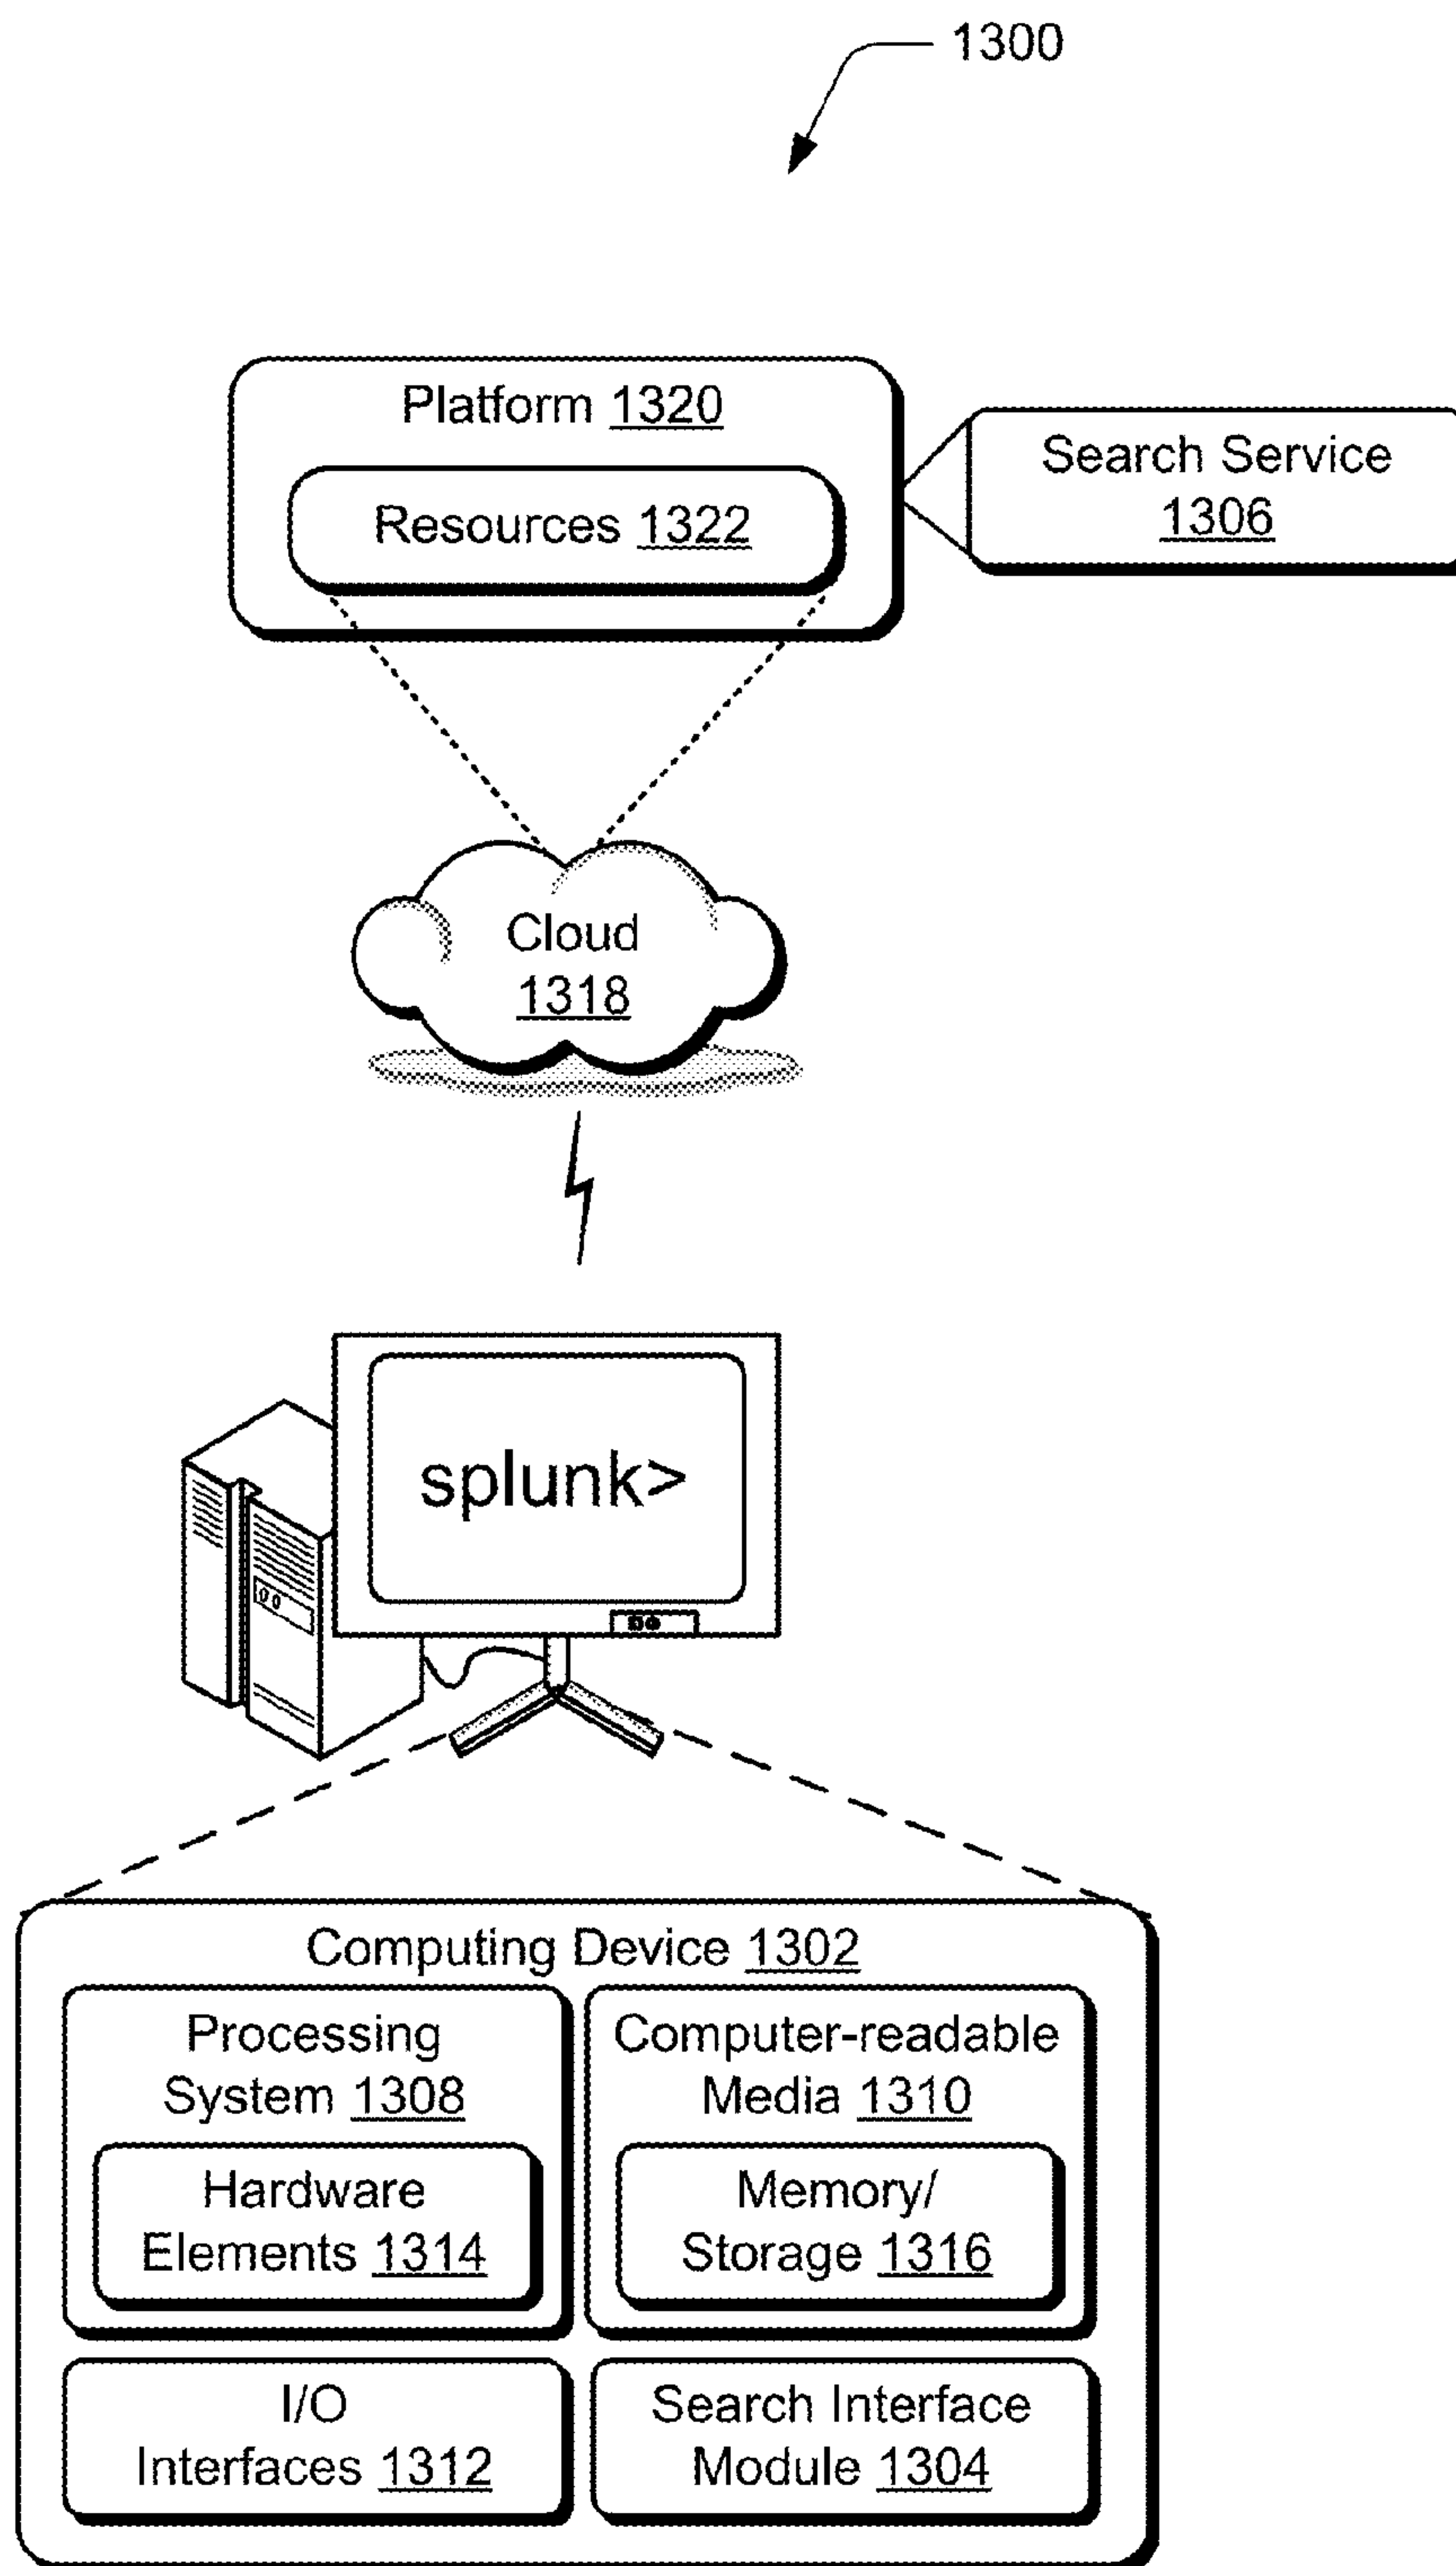 1300
Platform 1320
Resources 1322
Search Service
1306
Cloud
1318
splunk>
Computing Device 1302
Processing
System 1308
Hardware
Elements 1314
Computer-readable
Media 1310
Memory/
Storage 1316
I/O
Interfaces 1312
Search Interface
Module 1304